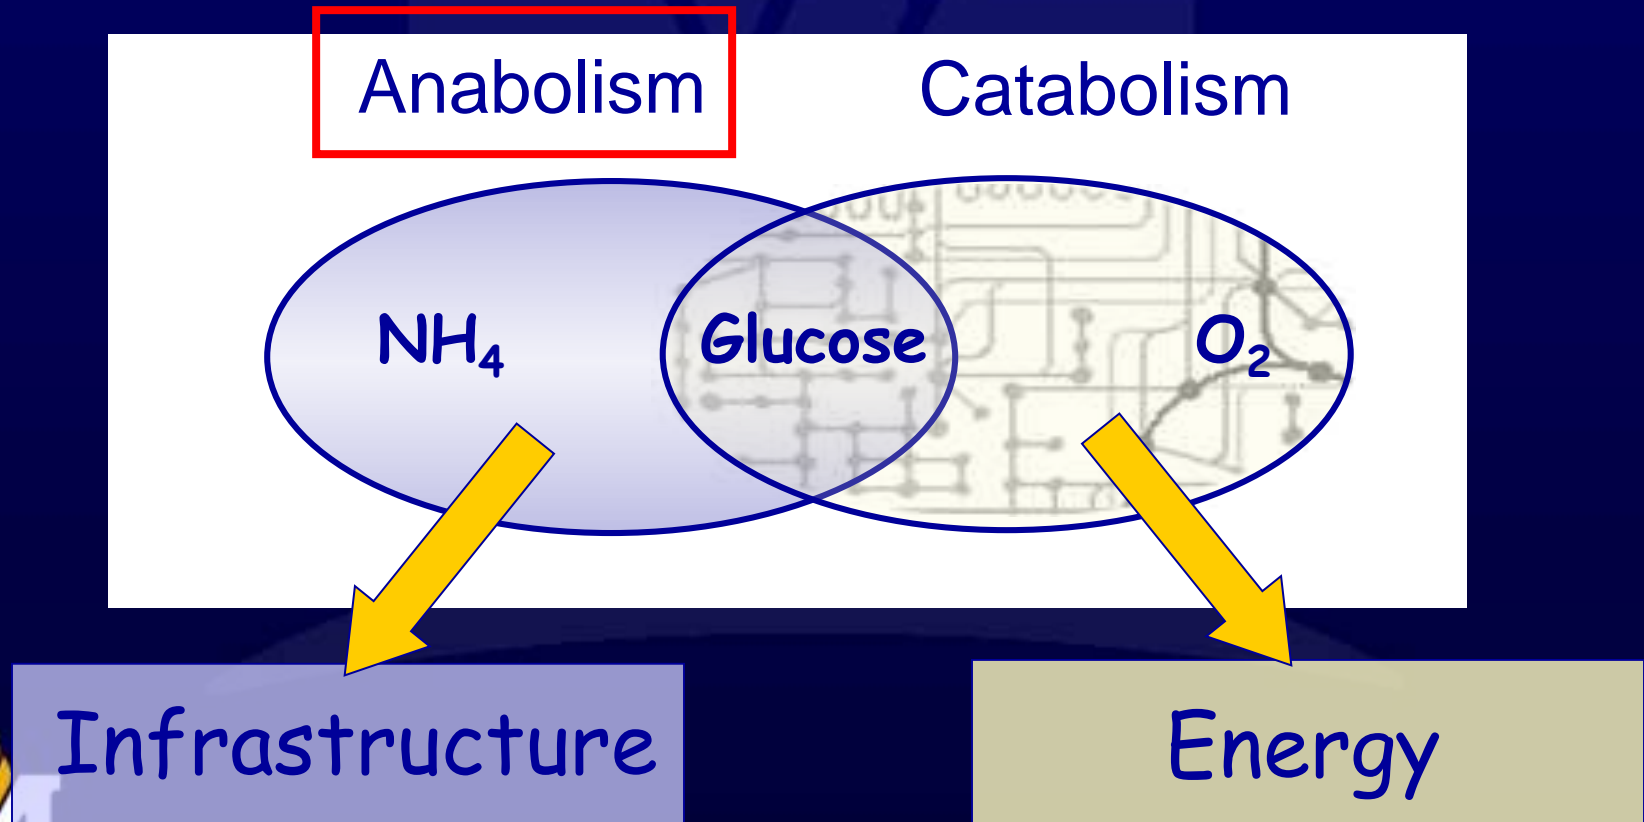 Anabolism Catabolism
NH₄ Glucose O₂
Infrastructure Energy